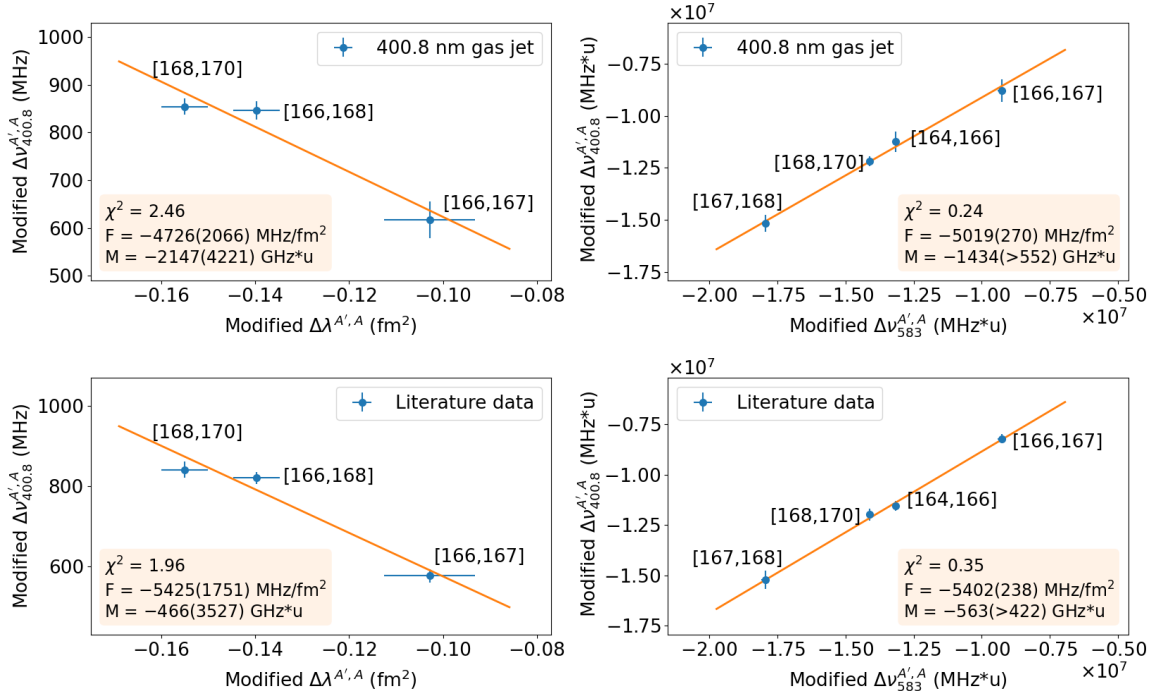 400.8 nm gas jet
[168,170]
[166,168]
[166,167]
χ² = 2.46
F = −4726(2066) MHz/fm²
M = −2147(4221) GHz*u
Modified Δν^{A′,A}_{400.8} (MHz)
1000
900
800
700
600
500
−0.16
−0.14
−0.12
−0.10
−0.08
Modified Δλ^{A′,A} (fm²)
×10⁷
400.8 nm gas jet
[166,167]
[164,166]
[168,170]
[167,168]
χ² = 0.24
F = −5019(270) MHz/fm²
M = −1434(>552) GHz*u
Modified Δν^{A′,A}_{400.8} (MHz*u)
−0.75
−1.00
−1.25
−1.50
−1.75
−2.00
−1.75
−1.50
−1.25
−1.00
−0.75
−0.50
×10⁷
Modified Δν^{A′,A}_{583} (MHz*u)
Literature data
[168,170]
[166,168]
[166,167]
χ² = 1.96
F = −5425(1751) MHz/fm²
M = −466(3527) GHz*u
Modified Δν^{A′,A}_{400.8} (MHz)
1000
800
600
−0.16
−0.14
−0.12
−0.10
−0.08
Modified Δλ^{A′,A} (fm²)
×10⁷
Literature data
[166,167]
[164,166]
[168,170]
[167,168]
χ² = 0.35
F = −5402(238) MHz/fm²
M = −563(>422) GHz*u
Modified Δν^{A′,A}_{400.8} (MHz*u)
−0.75
−1.00
−1.25
−1.50
−1.75
−2.00
−1.75
−1.50
−1.25
−1.00
−0.75
−0.50
×10⁷
Modified Δν^{A′,A}_{583} (MHz*u)